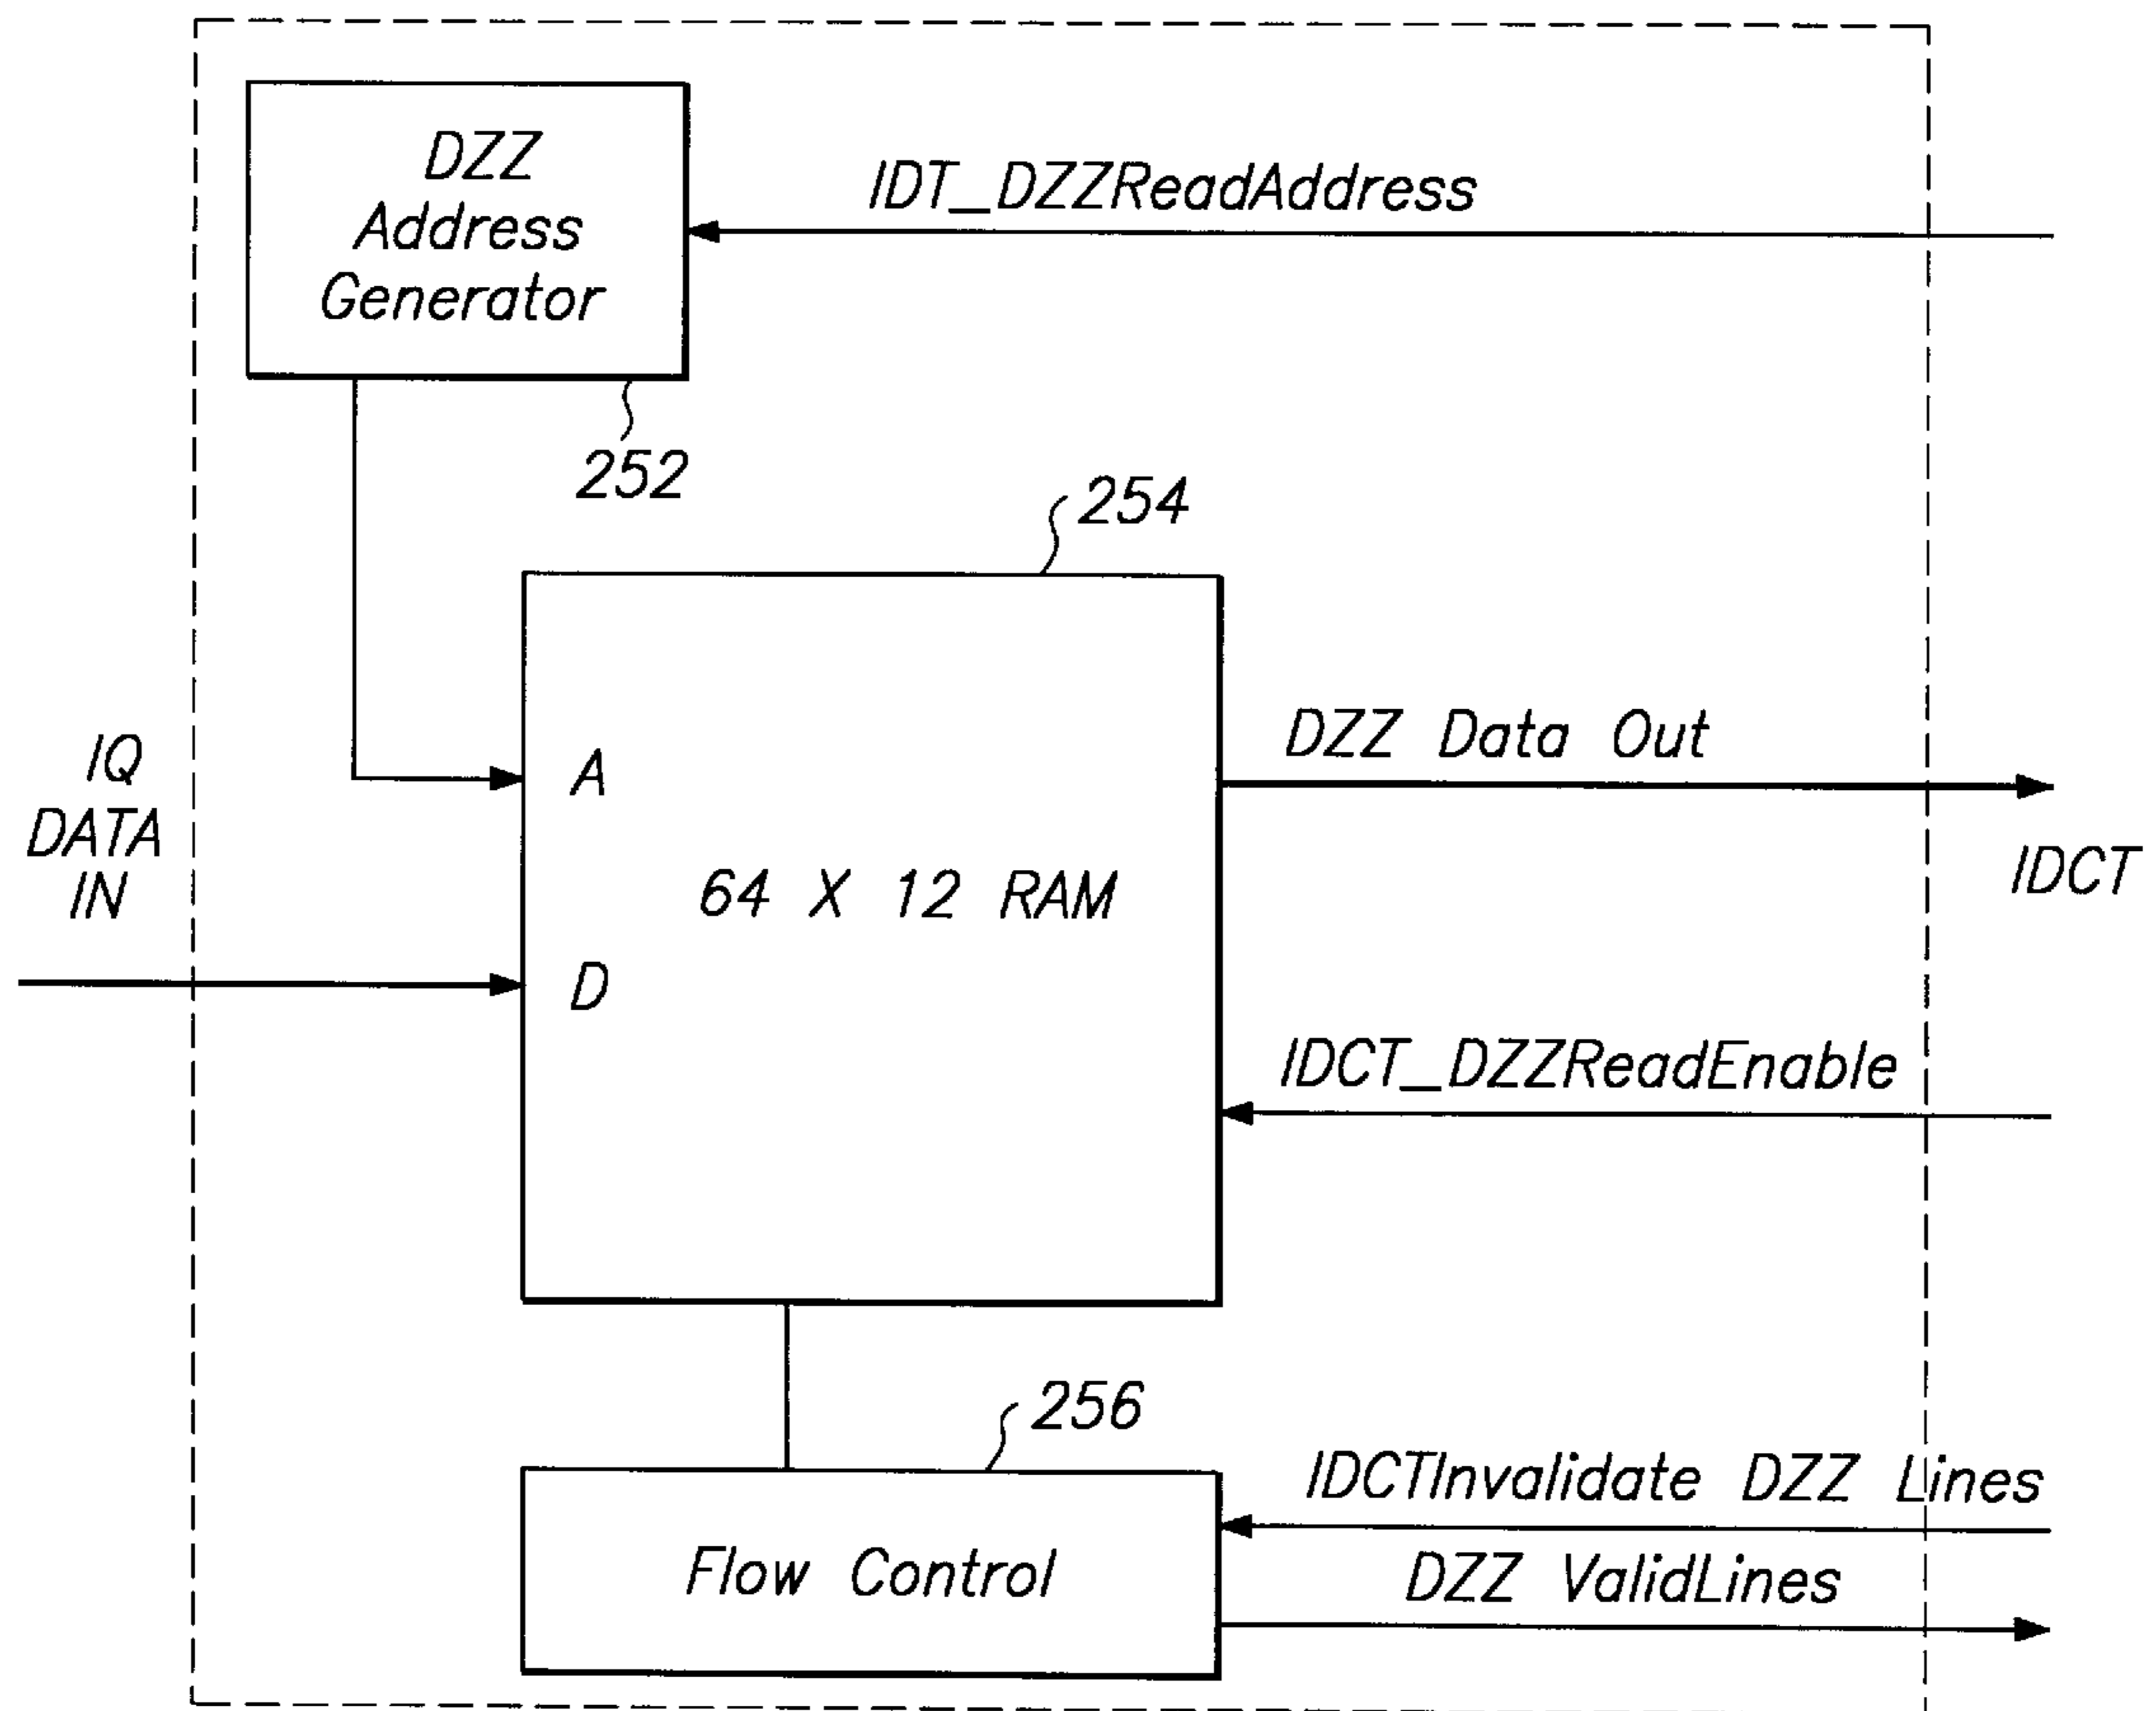 DZZ
Address
Generator
IDT_DZZReadAddress
252
254
IQ
DATA
IN
A
D
64 X 12 RAM
DZZ Data Out
IDCT
IDCT_DZZReadEnable
256
Flow Control
IDCTInvalidate DZZ Lines
DZZ ValidLines